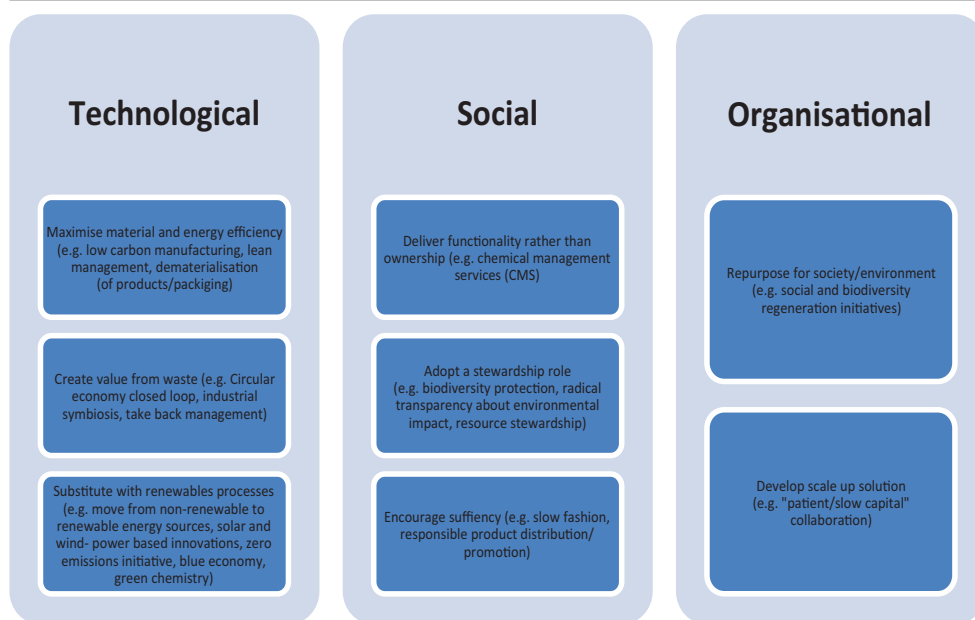 Technological
Maximise material and energy efficiency
(e.g. low carbon manufacturing, lean
management, dematerialisation
(of products/packiging)
Create value from waste (e.g. Circular
economy closed loop, industrial
symbiosis, take back management)
Substitute with renewables processes
(e.g. move from non-renewable to
renewable energy sources, solar and
wind- power based innovations, zero
emissions initiative, blue economy,
green chemistry)
Social
Deliver functionality rather than
ownership (e.g. chemical management
services (CMS)
Adopt a stewardship role
(e.g. biodiversity protection, radical
transparency about environmental
impact, resource stewardship)
Encourage suffiency (e.g. slow fashion,
responsible product distribution/
promotion)
Organisational
Repurpose for society/environment
(e.g. social and biodiversity
regeneration initiatives)
Develop scale up solution
(e.g. "patient/slow capital"
collaboration)